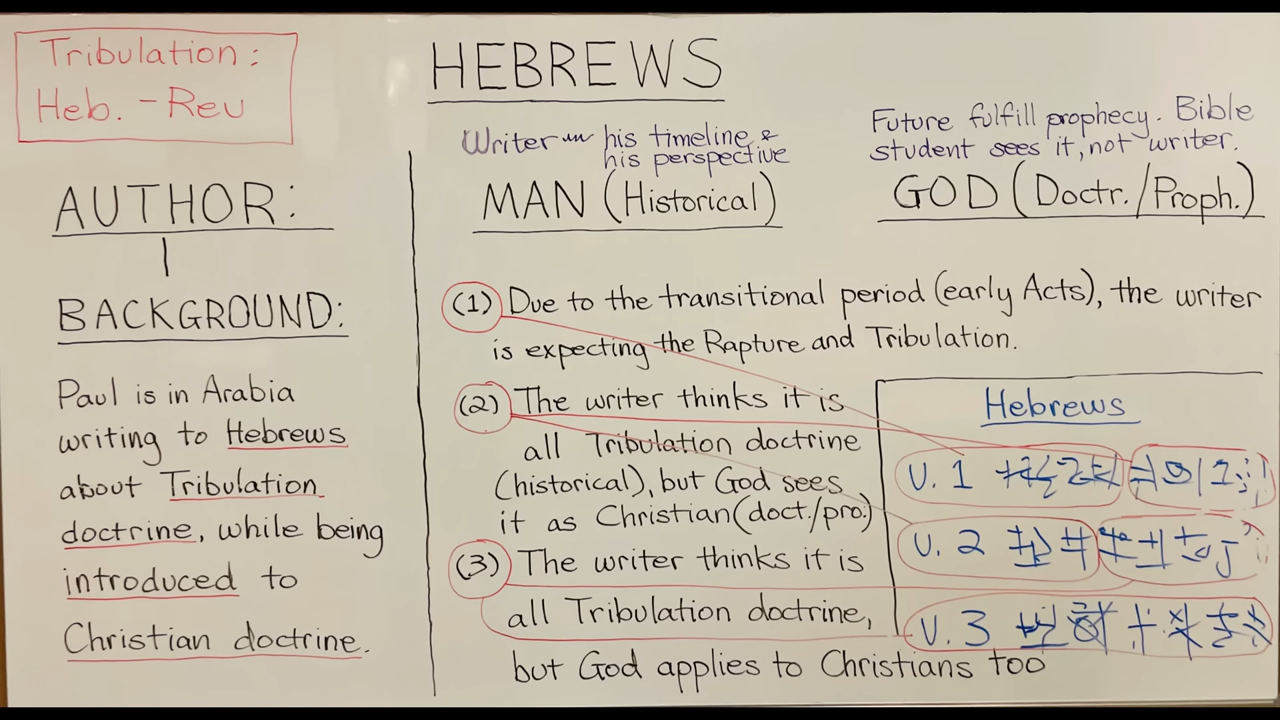 Tribulation:
Heb. - Rev
HEBREWS
AUTHOR:
BACKGROUND:
Paul is in Arabia
writing to Hebrews
about Tribulation
doctrine, while being
introduced to
Christian doctrine.
Writer in his timeline &
his perspective
MAN (Historical)
Future fulfill prophecy. Bible
student sees it, not writer.
GOD (Doctr./Proph.)
(1) Due to the transitional period (early Acts), the writer
is expecting the Rapture and Tribulation.
(2) The writer thinks it is
all Tribulation doctrine
(historical), but God sees
it as Christian (doct./pro.)
(3) The writer thinks it is
all Tribulation doctrine,
but God applies to Christians too
Hebrews
V. 1
V. 2
V. 3